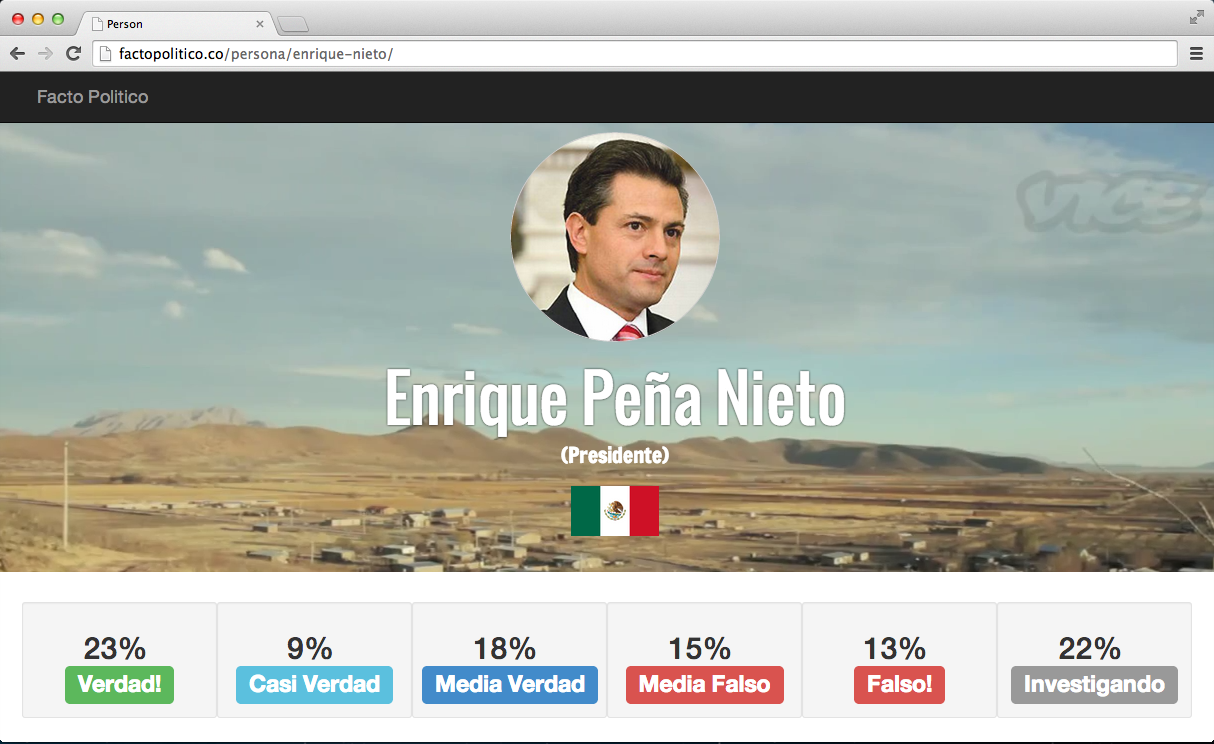 Person
factopolitico.co/persona/enrique-nieto/
Facto Politico
VICE
Enrique Peña Nieto
(Presidente)
23% 9% 18% 15% 13% 22%
Verdad! Casi Verdad Media Verdad Media Falso Falso! Investigando